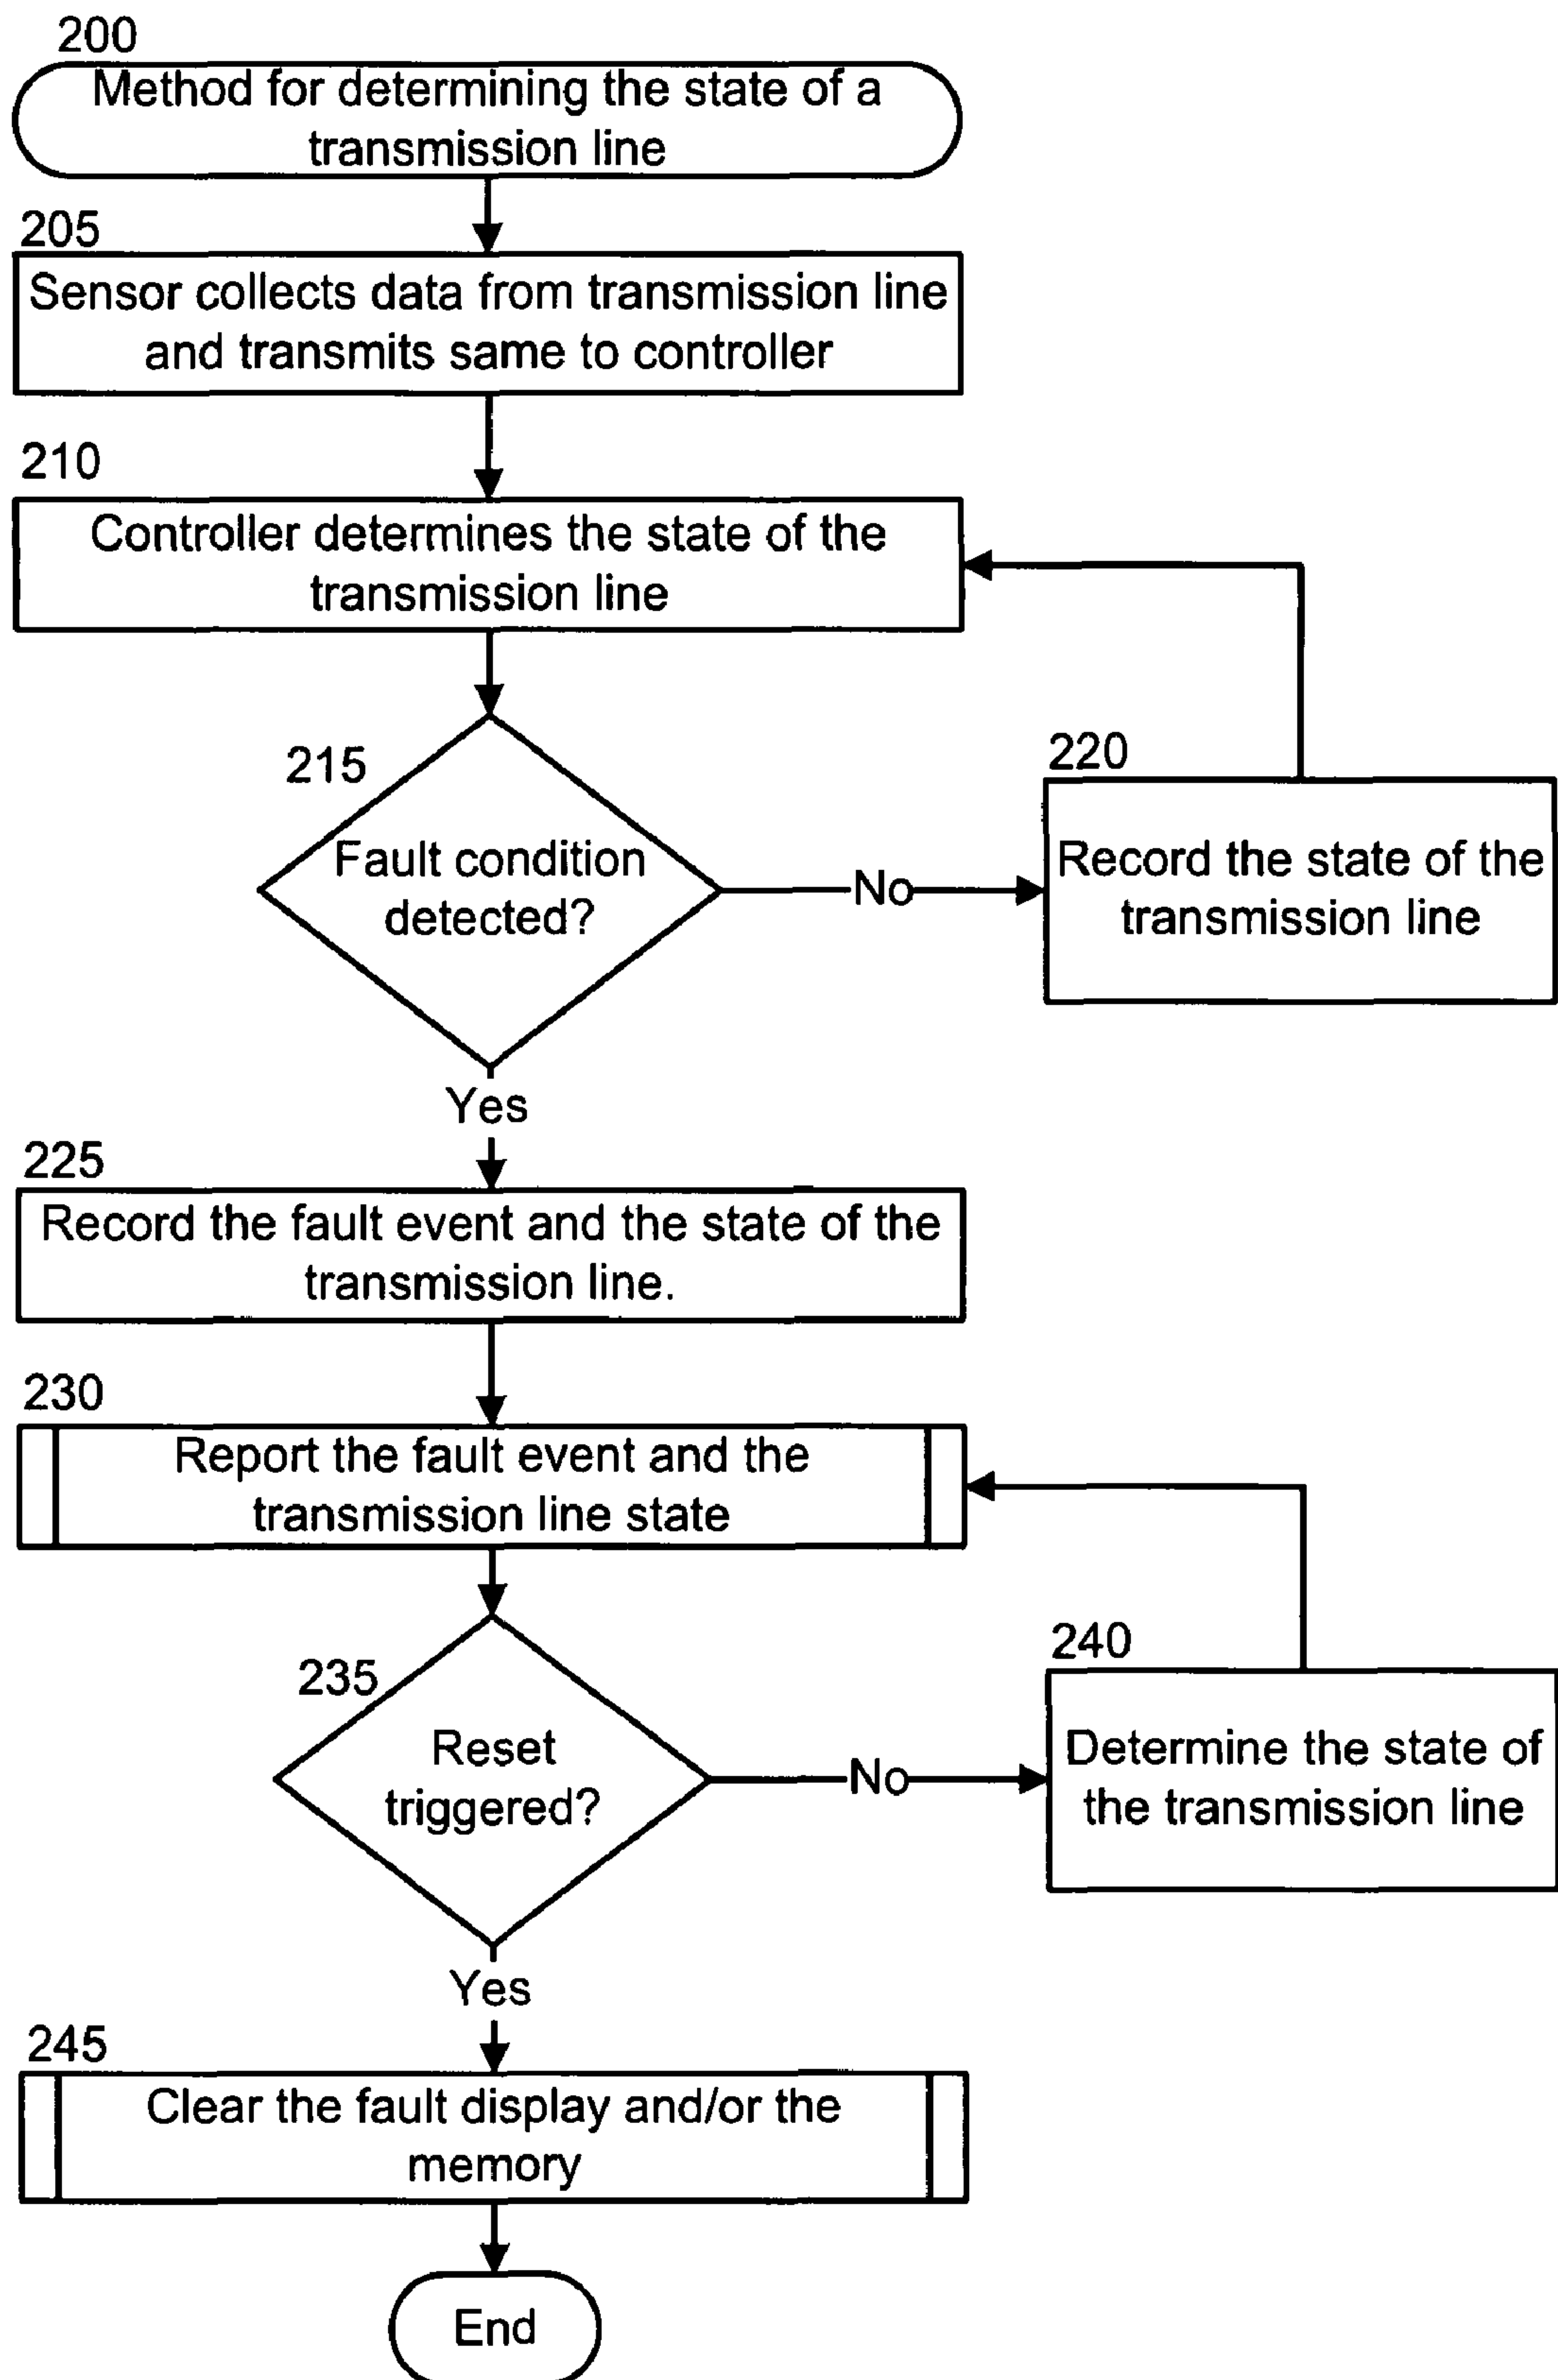 200
Method for determining the state of a
transmission line
205
Sensor collects data from transmission line
and transmits same to controller
210
Controller determines the state of the
transmission line
215
Fault condition
detected?
No
220
Record the state of the
transmission line
Yes
225
Record the fault event and the state of the
transmission line.
230
Report the fault event and the
transmission line state
235
Reset
triggered?
No
240
Determine the state of
the transmission line
Yes
245
Clear the fault display and/or the
memory
End